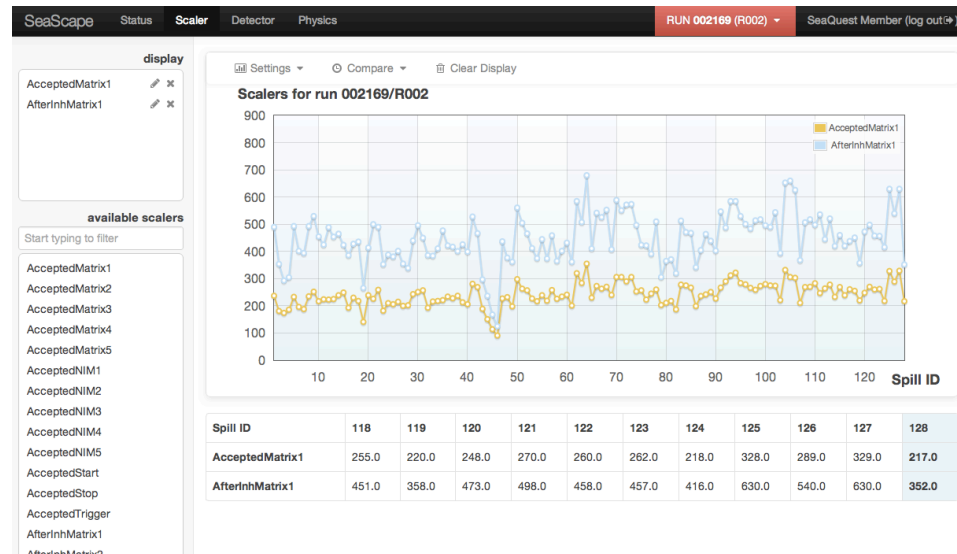 SeaScape Status Scaler Detector Physics RUN 002169 (R002) SeaQuest Member (log out)
display
AcceptedMatrix1
AfterInhMatrix1
available scalers
Start typing to filter
AcceptedMatrix1
AcceptedMatrix2
AcceptedMatrix3
AcceptedMatrix4
AcceptedMatrix5
AcceptedNIM1
AcceptedNIM2
AcceptedNIM3
AcceptedNIM4
AcceptedNIM5
AcceptedStart
AcceptedStop
AcceptedTrigger
AfterInhMatrix1
AfterInhMatrix2
Settings Compare Clear Display
Scalers for run 002169/R002
900
800
700
600
500
400
300
200
100
0
AcceptedMatrix1
AfterInhMatrix1
10 20 30 40 50 60 70 80 90 100 110 120 Spill ID
Spill ID 118 119 120 121 122 123 124 125 126 127 128
AcceptedMatrix1 255.0 220.0 248.0 270.0 260.0 262.0 218.0 328.0 289.0 329.0 217.0
AfterInhMatrix1 451.0 358.0 473.0 498.0 458.0 457.0 416.0 630.0 540.0 630.0 352.0